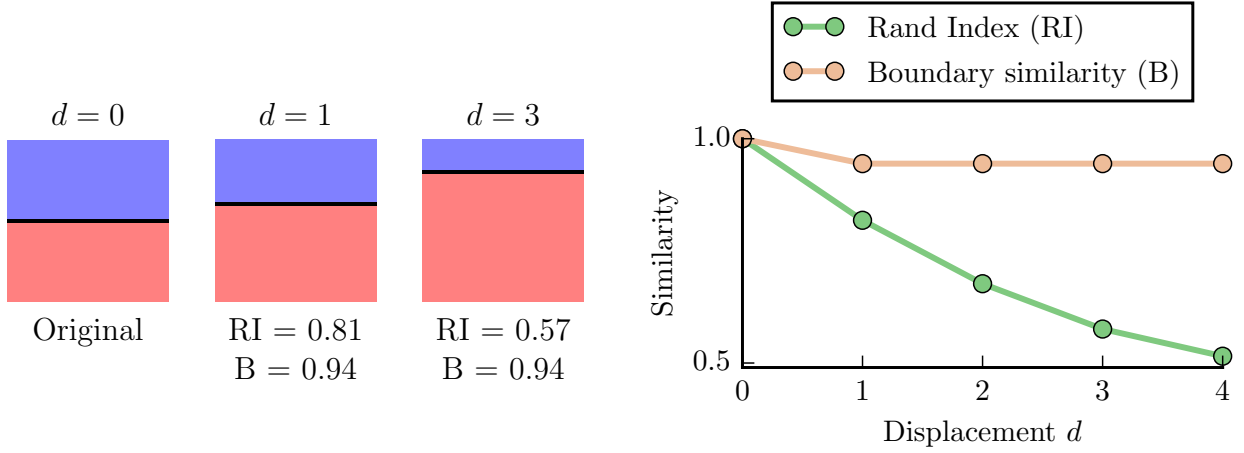 d = 0
d = 1
d = 3
Original
RI = 0.81
B = 0.94
RI = 0.57
B = 0.94
Rand Index (RI)
Boundary similarity (B)
1.0
0.5
Similarity
0 1 2 3 4
Displacement d